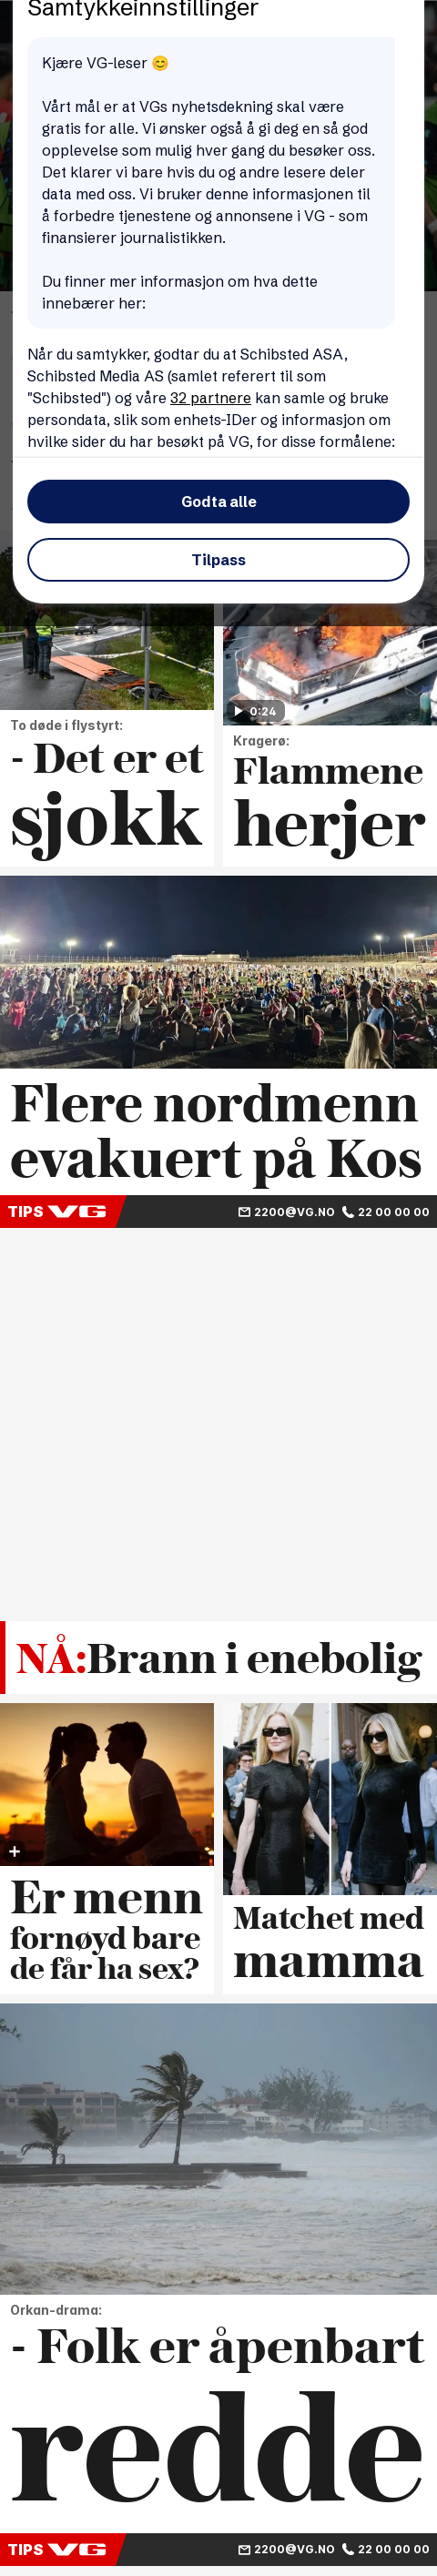 Samtykkeinnstillinger
Kjære VG-leser 😊
Vårt mål er at VGs nyhetsdekning skal være
gratis for alle. Vi ønsker også å gi deg en så god
opplevelse som mulig hver gang du besøker oss.
Det klarer vi bare hvis du og andre lesere deler
data med oss. Vi bruker denne informasjonen til
å forbedre tjenestene og annonsene i VG - som
finansierer journalistikken.
Du finner mer informasjon om hva dette
innebærer her:
Når du samtykker, godtar du at Schibsted ASA,
Schibsted Media AS (samlet referert til som
"Schibsted") og våre 32 partnere kan samle og bruke
persondata, slik som enhets-IDer og informasjon om
hvilke sider du har besøkt på VG, for disse formålene:
Godta alle
Tilpass
To døde i flystyrt:
- Det er et
sjokk
0:24
Kragerø:
Flammene
herjer
Flere nordmenn
evakuert på Kos
TIPS VG 2200@VG.NO 22 00 00 00
NÅ:Brann i enebolig
Er menn
fornøyd bare
de får ha sex?
Matchet med
mamma
Orkan-drama:
- Folk er åpenbart
redde
TIPS VG 2200@VG.NO 22 00 00 00